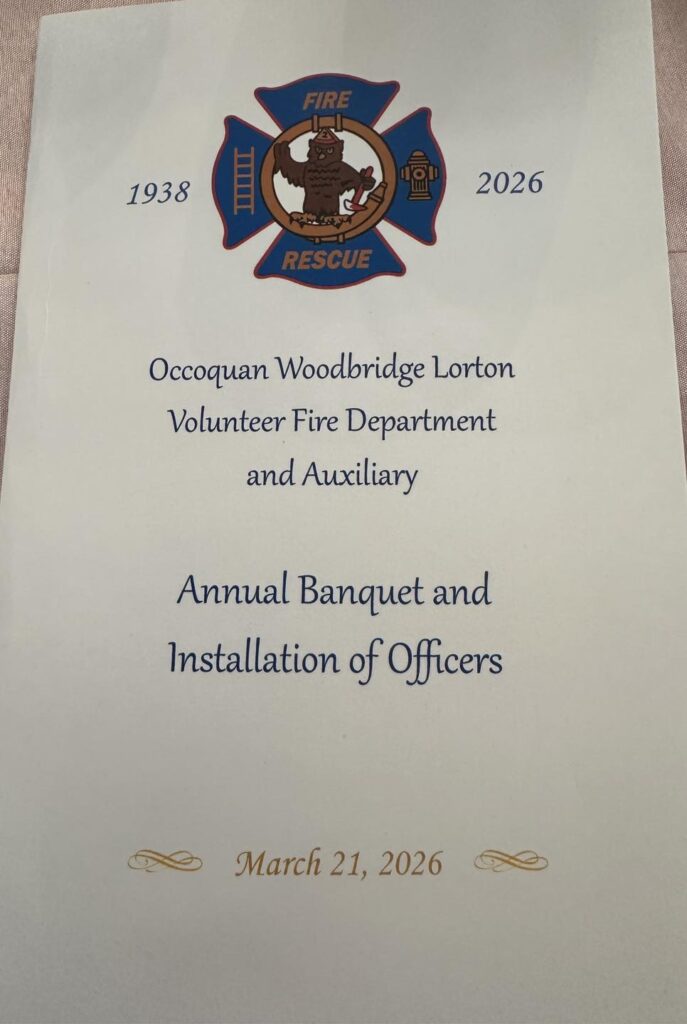 FIRE
1938
2026
RESCUE
Occoquan Woodbridge Lorton
Volunteer Fire Department
and Auxiliary
Annual Banquet and
Installation of Officers
March 21, 2026